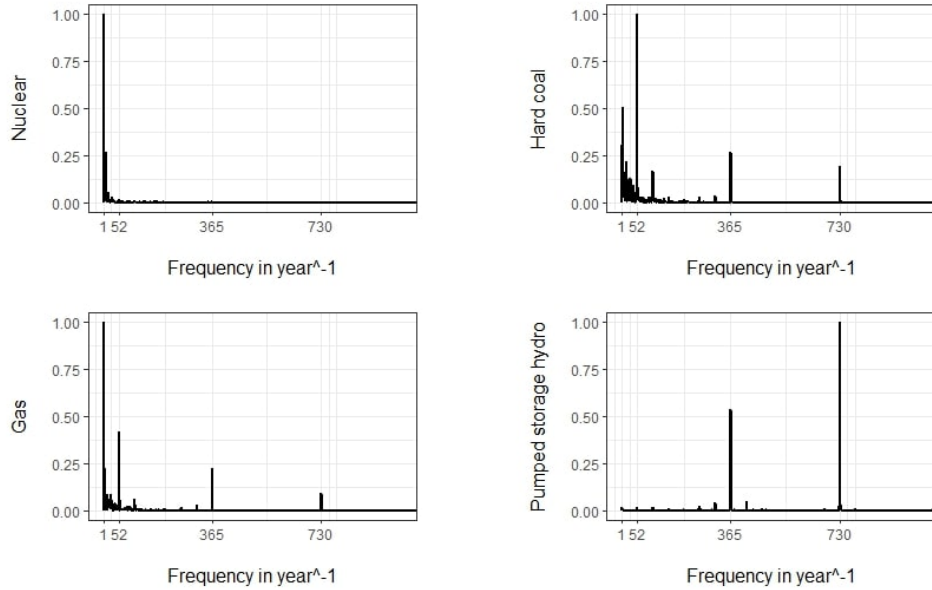 Nuclear
1.00
0.75
0.50
0.25
0.00
1 52 365 730
Frequency in year^-1
Hard coal
1.00
0.75
0.50
0.25
0.00
1 52 365 730
Frequency in year^-1
Gas
1.00
0.75
0.50
0.25
0.00
1 52 365 730
Frequency in year^-1
Pumped storage hydro
1.00
0.75
0.50
0.25
0.00
1 52 365 730
Frequency in year^-1